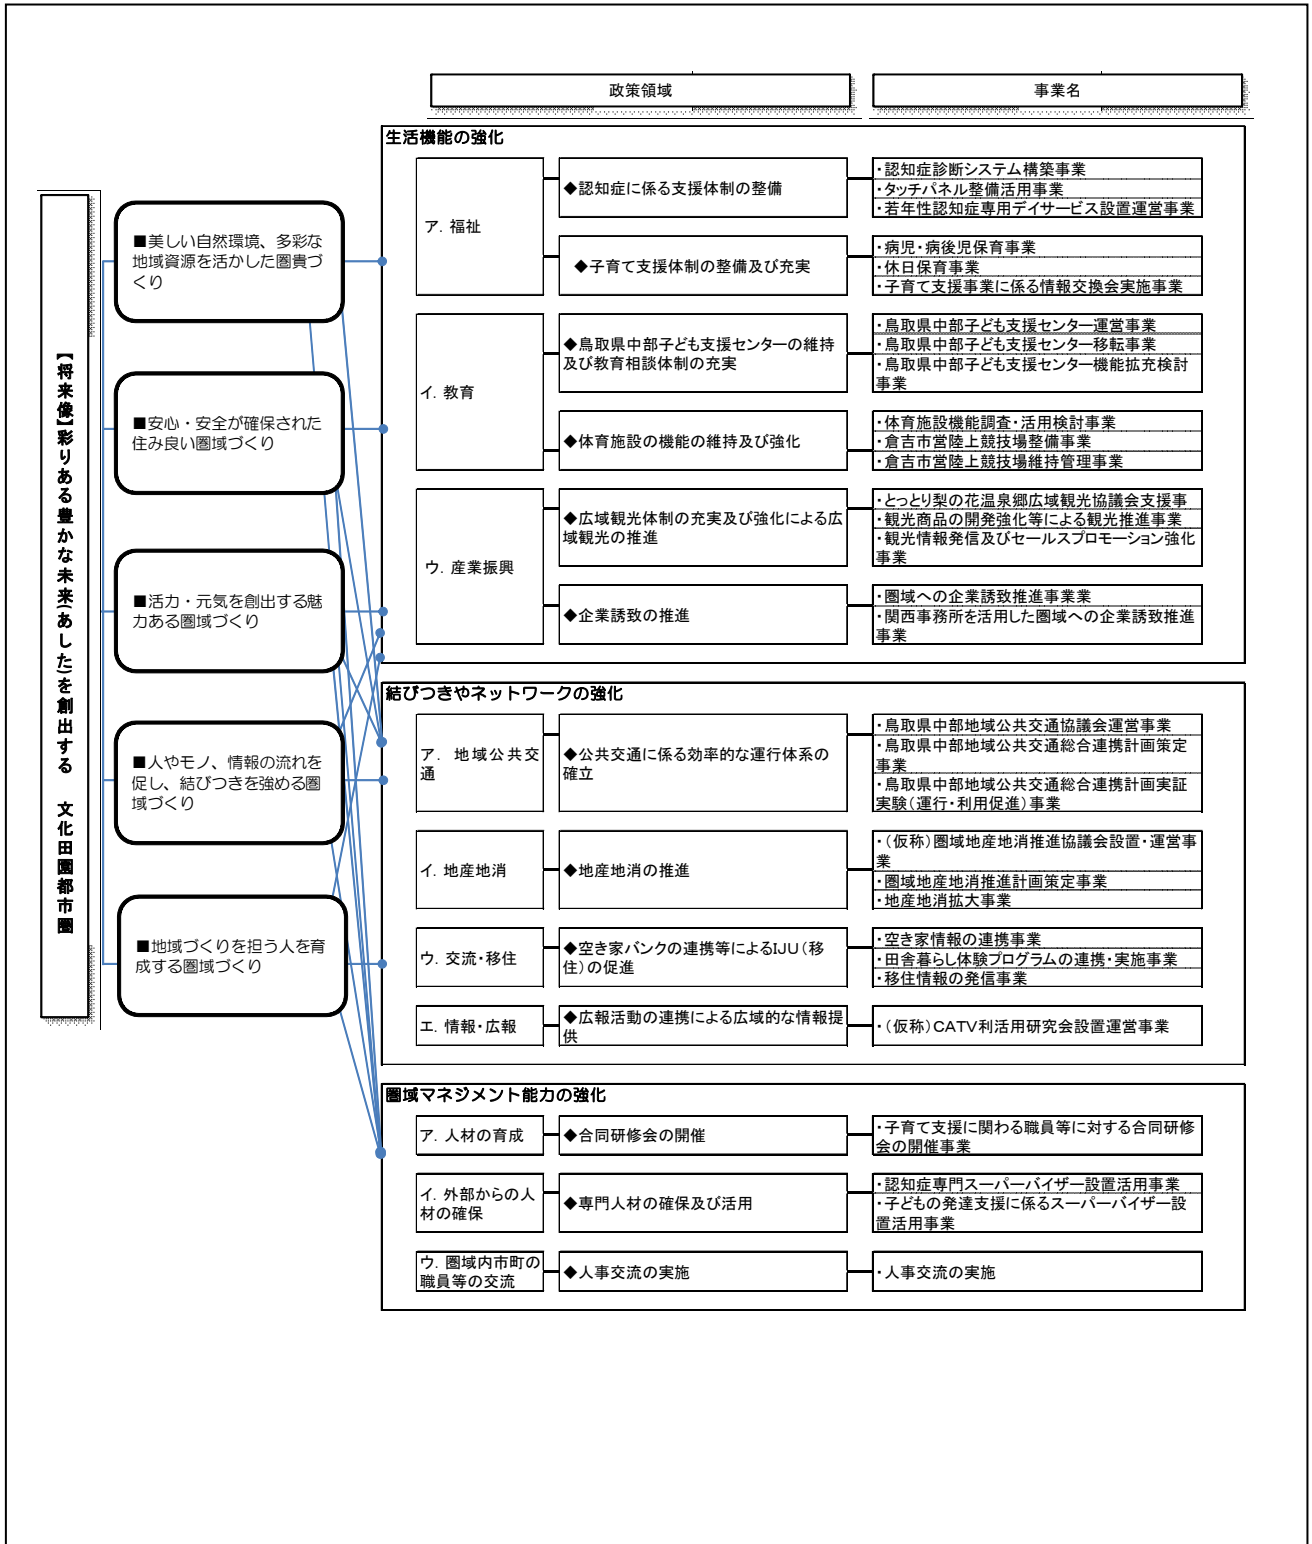 政策領域
事業名
【将来像】彩りある豊かな未来(あした)を創出する　文化田園都市圏
■美しい自然環境、多彩な
地域資源を活かした圏貴づ
くり
■安心・安全が確保された
住み良い圏域づくり
■活力・元気を創出する魅
力ある圏域づくり
■人やモノ、情報の流れを
促し、結びつきを強める圏
域づくり
■地域づくりを担う人を育
成する圏域づくり
生活機能の強化
ア．福祉
◆認知症に係る支援体制の整備
・認知症診断システム構築事業
・タッチパネル整備活用事業
・若年性認知症専用デイサービス設置運営事業
◆子育て支援体制の整備及び充実
・病児・病後児保育事業
・休日保育事業
・子育て支援事業に係る情報交換会実施事業
イ．教育
◆鳥取県中部子ども支援センターの維持
及び教育相談体制の充実
・鳥取県中部子ども支援センター運営事業
・鳥取県中部子ども支援センター移転事業
・鳥取県中部子ども支援センター機能拡充検討
事業
◆体育施設の機能の維持及び強化
・体育施設機能調査・活用検討事業
・倉吉市営陸上競技場整備事業
・倉吉市営陸上競技場維持管理事業
ウ．産業振興
◆広域観光体制の充実及び強化による広
域観光の推進
・とっとり梨の花温泉郷広域観光協議会支援事
・観光商品の開発強化等による観光推進事業
・観光情報発信及びセールスプロモーション強化
事業
◆企業誘致の推進
・圏域への企業誘致推進事業業
・関西事務所を活用した圏域への企業誘致推進
事業
結びつきやネットワークの強化
ア．地域公共交
通
◆公共交通に係る効率的な運行体系の
確立
・鳥取県中部地域公共交通協議会運営事業
・鳥取県中部地域公共交通総合連携計画策定
事業
・鳥取県中部地域公共交通総合連携計画実証
実験（運行・利用促進）事業
イ．地産地消
◆地産地消の推進
・（仮称）圏域地産地消推進協議会設置・運営事
業
・圏域地産地消推進計画策定事業
・地産地消拡大事業
ウ．交流・移住
◆空き家バンクの連携等によるIJU（移
住）の促進
・空き家情報の連携事業
・田舎暮らし体験プログラムの連携・実施事業
・移住情報の発信事業
エ．情報・広報
◆広報活動の連携による広域的な情報提
供
・（仮称）CATV利活用研究会設置運営事業
圏域マネジメント能力の強化
ア．人材の育成
◆合同研修会の開催
・子育て支援に関わる職員等に対する合同研修
会の開催事業
イ．外部からの人
材の確保
◆専門人材の確保及び活用
・認知症専門スーパーバイザー設置活用事業
・子どもの発達支援に係るスーパーバイザー設
置活用事業
ウ．圏域内市町の
職員等の交流
◆人事交流の実施
・人事交流の実施